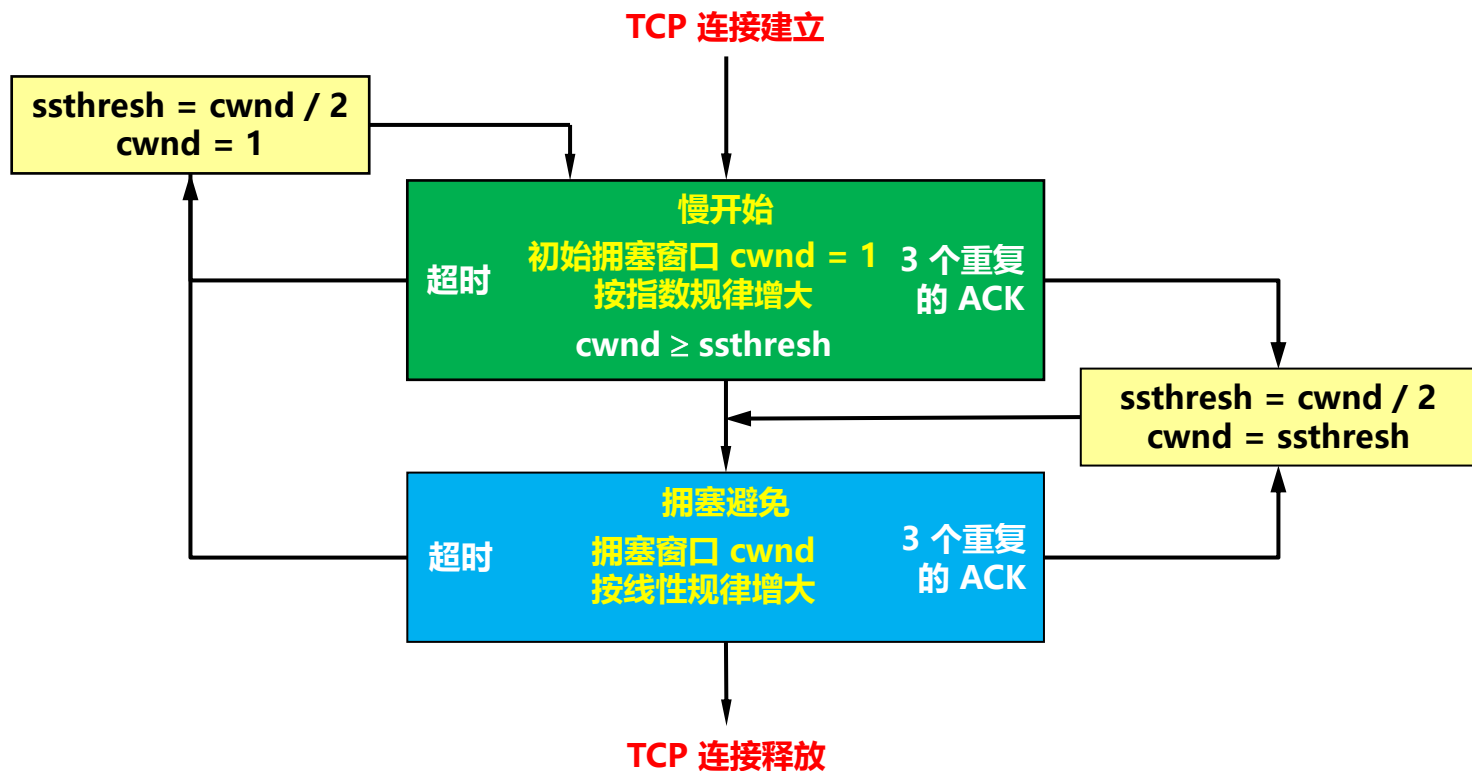 TCP 连接建立
ssthresh = cwnd / 2
cwnd = 1
慢开始
初始拥塞窗口 cwnd = 1
按指数规律增大
超时
3 个重复
的 ACK
cwnd ≥ ssthresh
ssthresh = cwnd / 2
cwnd = ssthresh
拥塞避免
拥塞窗口 cwnd
按线性规律增大
超时
3 个重复
的 ACK
TCP 连接释放